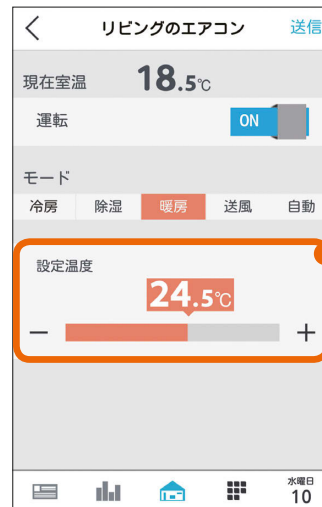 リビングのエアコン 送信
現在室温 18.5℃
運転 ON
モード
冷房 除湿 暖房 送風 自動
設定温度
24.5℃
− +
水曜日
10